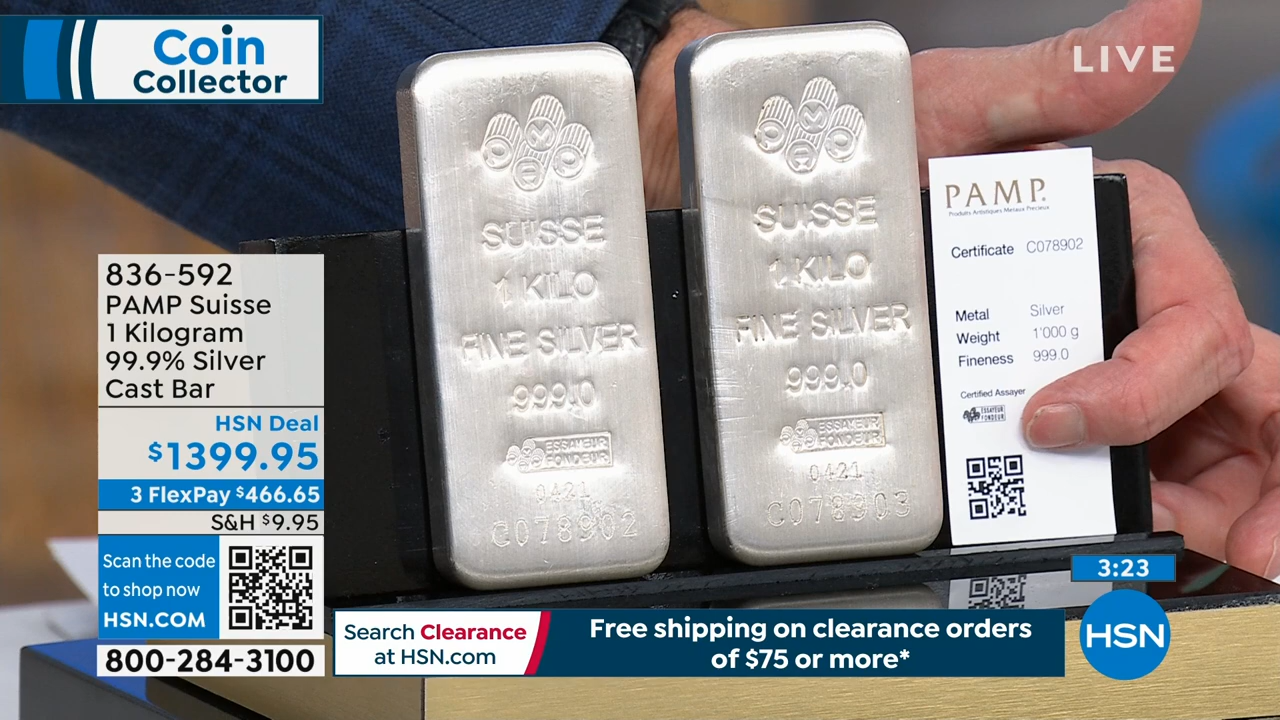 Coin
Collector
LIVE
836-592
PAMP Suisse
1 Kilogram
99.9% Silver
Cast Bar
HSN Deal
$1399.95
3 FlexPay $466.65
S&H $9.95
Scan the code
to shop now
HSN.COM
800-284-3100
PAMP
SUISSE
1 KILO
FINE SILVER
999.0
ESSAYEUR
FONDEUR
0421
C078902
PAMP
SUISSE
1 KILO
FINE SILVER
999.0
ESSAYEUR
FONDEUR
0421
C078903
PAMP.
Produits Artistiques Métaux Précieux
Certificate C078902
Metal Silver
Weight 1'000 g
Fineness 999.0
Certified Assayer
ESSAYEUR
FONDEUR
3:23
Search Clearance
at HSN.com
Free shipping on clearance orders
of $75 or more*
HSN